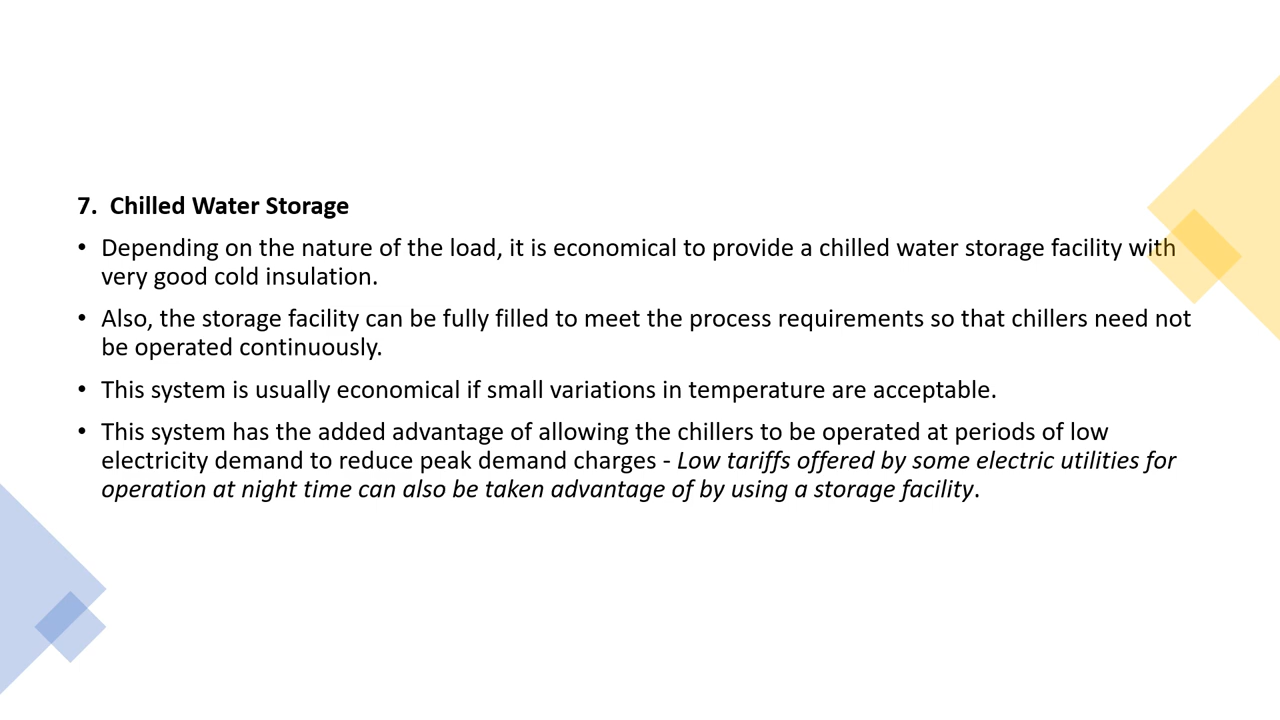 7.  Chilled Water Storage
• Depending on the nature of the load, it is economical to provide a chilled water storage facility with
very good cold insulation.
• Also, the storage facility can be fully filled to meet the process requirements so that chillers need not
be operated continuously.
• This system is usually economical if small variations in temperature are acceptable.
• This system has the added advantage of allowing the chillers to be operated at periods of low
electricity demand to reduce peak demand charges - Low tariffs offered by some electric utilities for
operation at night time can also be taken advantage of by using a storage facility.